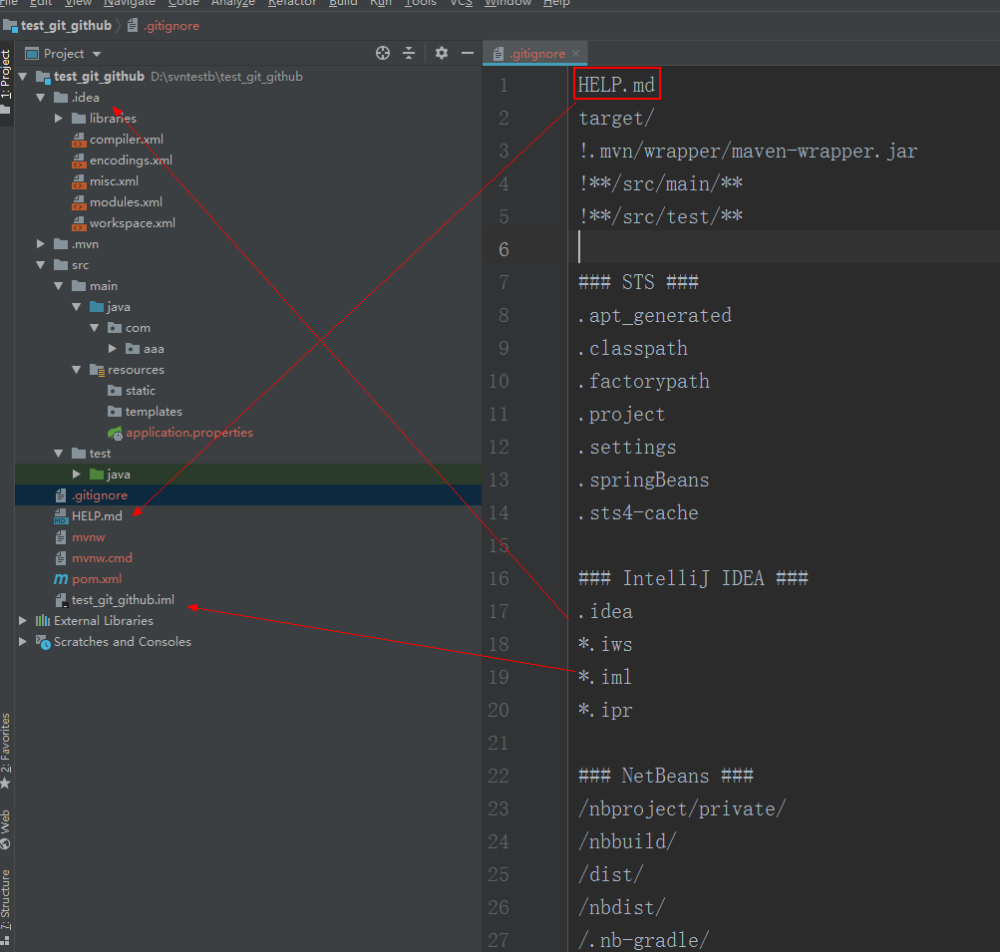 File Edit View Navigate Code Analyze Refactor Build Run Tools VCS Window Help
test_git_github .gitignore
Project
.gitignore
1: Project
test_git_github D:\svntestb\test_git_github
.idea
libraries
compiler.xml
encodings.xml
misc.xml
modules.xml
workspace.xml
.mvn
src
main
java
com
aaa
resources
static
templates
application.properties
test
java
.gitignore
HELP.md
mvnw
mvnw.cmd
pom.xml
test_git_github.iml
External Libraries
Scratches and Consoles
2: Favorites
Web
7: Structure
1 HELP.md
2 target/
3 !.mvn/wrapper/maven-wrapper.jar
4 !**/src/main/**
5 !**/src/test/**
6
7 ### STS ###
8 .apt_generated
9 .classpath
10 .factorypath
11 .project
12 .settings
13 .springBeans
14 .sts4-cache
15
16 ### IntelliJ IDEA ###
17 .idea
18 *.iws
19 *.iml
20 *.ipr
21
22 ### NetBeans ###
23 /nbproject/private/
24 /nbbuild/
25 /dist/
26 /nbdist/
27 /.nb-gradle/